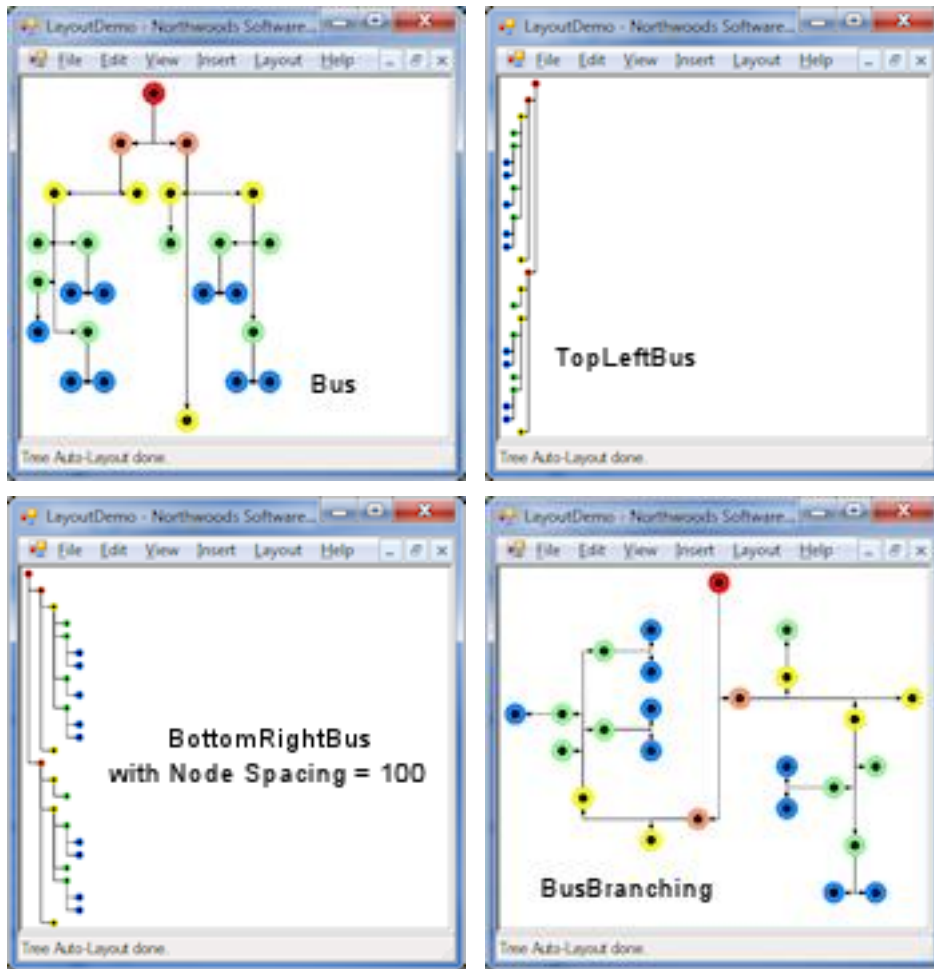 LayoutDemo - Northwoods Software...
File Edit View Insert Layout Help
Bus
Tree Auto-Layout done.
LayoutDemo - Northwoods Software...
File Edit View Insert Layout Help
TopLeftBus
Tree Auto-Layout done.
LayoutDemo - Northwoods Software...
File Edit View Insert Layout Help
BottomRightBus
with Node Spacing = 100
Tree Auto-Layout done.
LayoutDemo - Northwoods Software...
File Edit View Insert Layout Help
BusBranching
Tree Auto-Layout done.